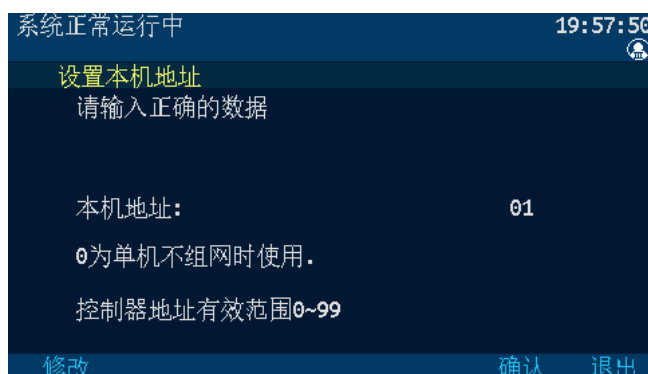 系统正常运行中 19:57:50
设置本机地址
请输入正确的数据
本机地址: 01
0为单机不组网时使用.
控制器地址有效范围0~99
修改 确认 退出